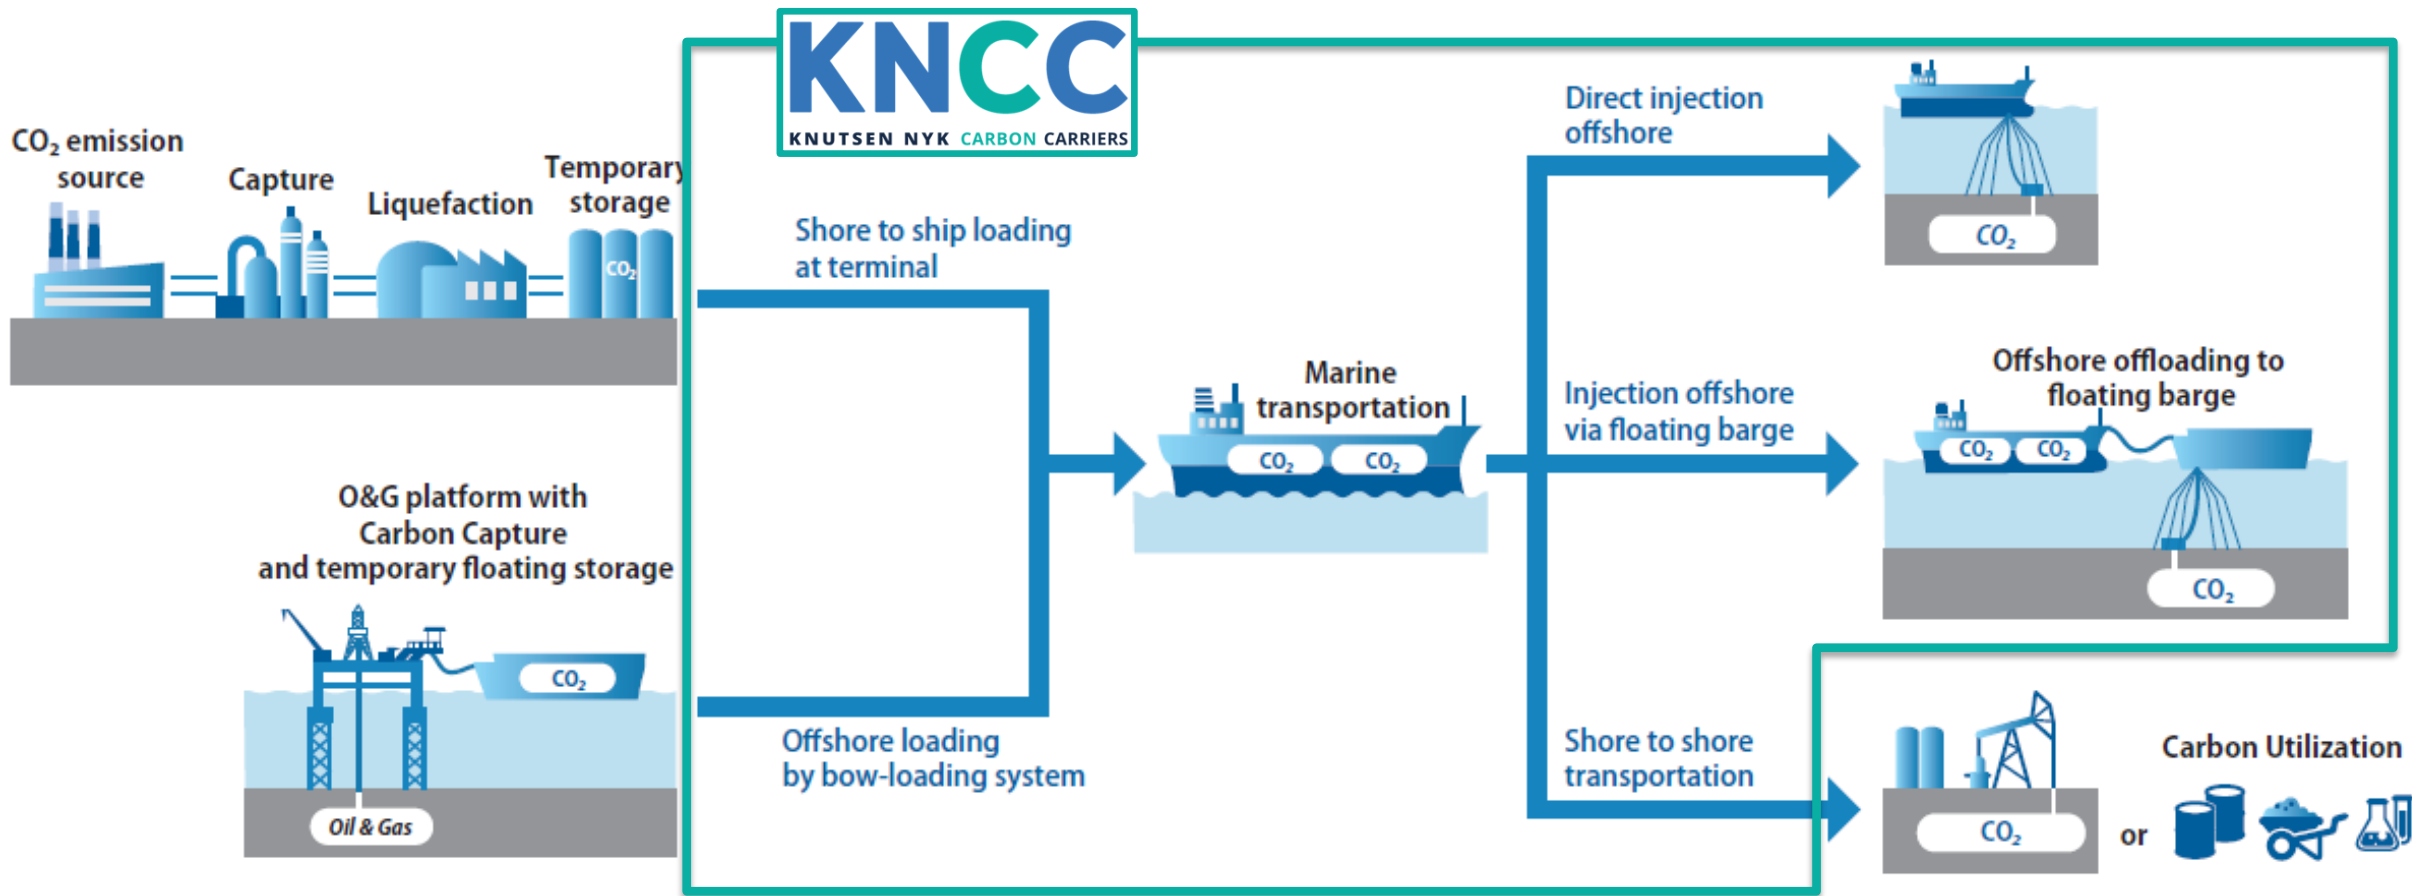 KNCC
KNUTSEN NYK CARBON CARRIERS
CO₂ emission
source
Capture
Liquefaction
Temporary
storage
CO₂
Shore to ship loading
at terminal
O&G platform with
Carbon Capture
and temporary floating storage
CO₂
Oil & Gas
Offshore loading
by bow-loading system
Marine
transportation
CO₂ CO₂
Direct injection
offshore
CO₂
Injection offshore
via floating barge
Offshore offloading to
floating barge
CO₂ CO₂
CO₂
Shore to shore
transportation
CO₂
or
Carbon Utilization